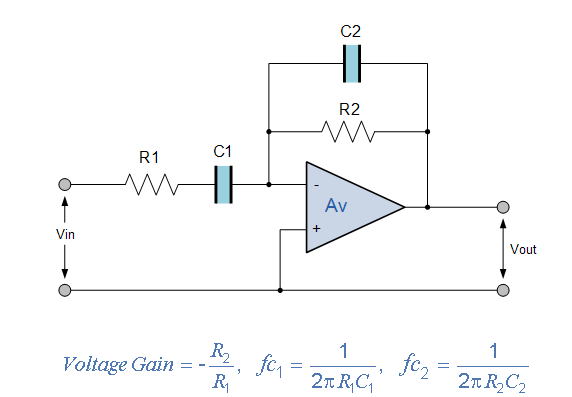 C2
R2
R1 C1
- Av
+
Vin
Vout
Voltage Gain = -R₂/R₁, fc₁ = 1/2πR₁C₁, fc₂ = 1/2πR₂C₂